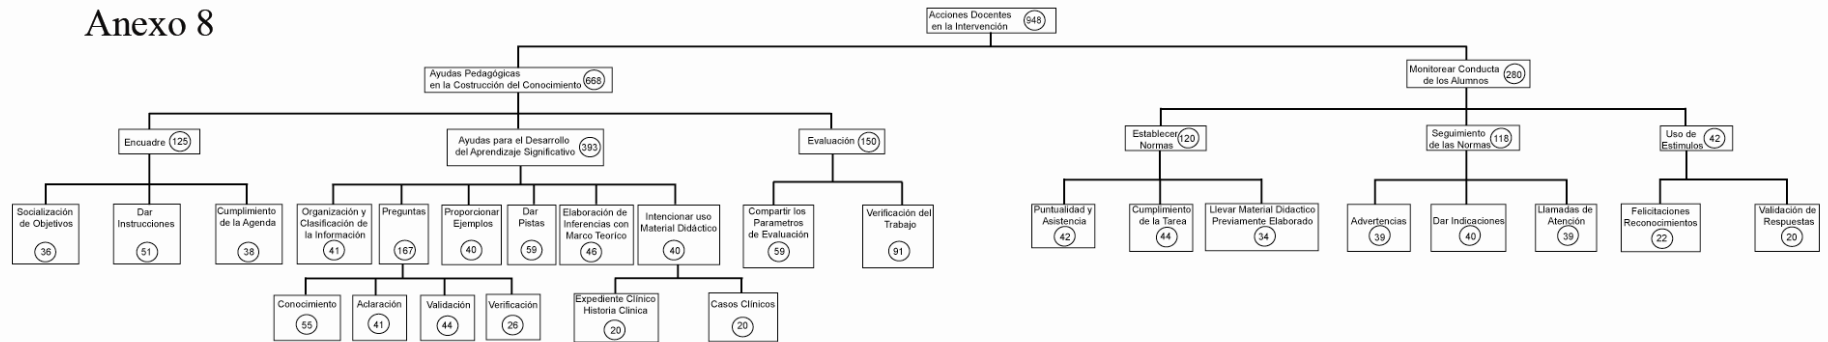 Anexo 8
Acciones Docentes
en la Intervención
948
Ayudas Pedagógicas
en la Costrucción del Conocimiento
668
Monitorear Conducta
de los Alumnos
280
Encuadre
125
Ayudas para el Desarrollo
del Aprendizaje Significativo
393
Evaluación
150
Establecer
Normas
120
Seguimiento
de las Normas
118
Uso de
Estimulos
42
Socialización
de Objetivos
36
Dar
Instrucciones
51
Cumplimiento
de la Agenda
38
Organización y
Clasificación de
la Información
41
Preguntas
167
Proporcionar
Ejemplos
40
Dar
Pistas
59
Elaboración de
Inferencias con
Marco Teorico
46
Intencionar uso
Material Didáctico
40
Compartir los
Parametros
de Evaluación
59
Verificación del
Trabajo
91
Puntualidad y
Asistencia
42
Cumplimiento
de la Tarea
44
Llevar Material Didactico
Previamente Elaborado
34
Advertencias
39
Dar Indicaciones
40
Llamadas de
Atención
39
Felicitaciones
Reconocimientos
22
Validación de
Respuestas
20
Conocimiento
55
Aclaración
41
Validación
44
Verificación
26
Expediente Clínico
Historia Clinica
20
Casos Clínicos
20